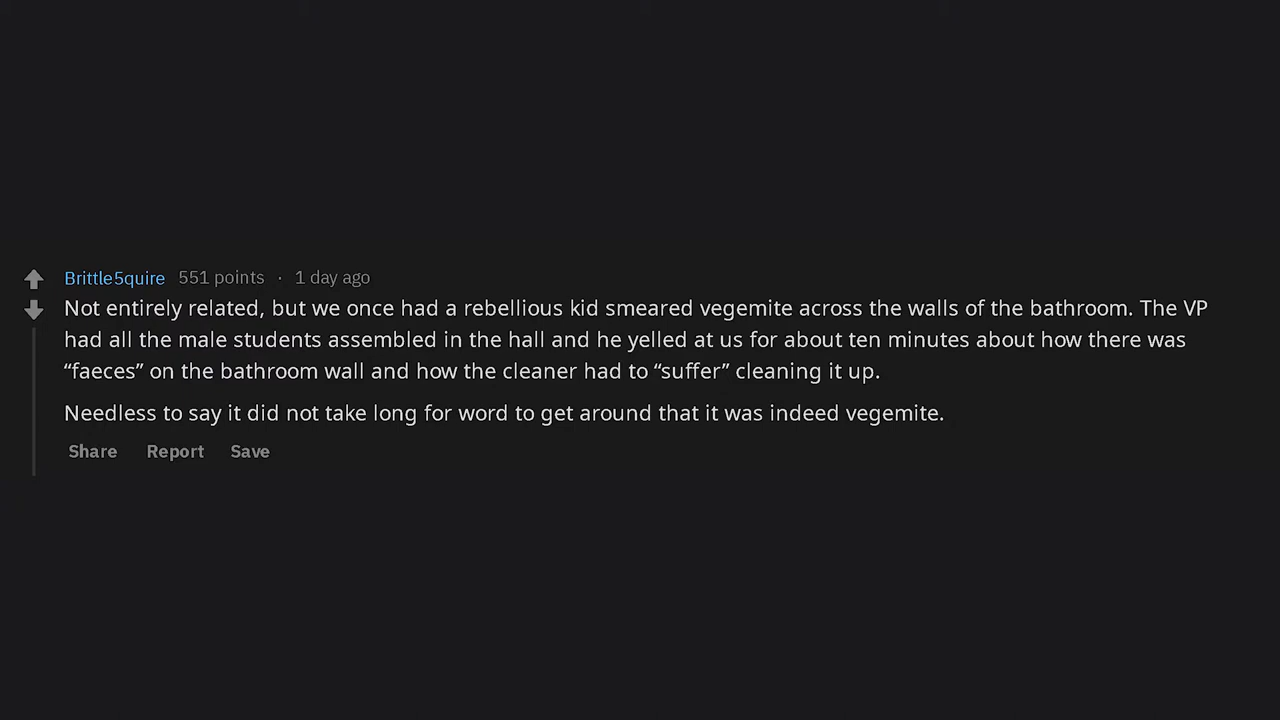 Brittle5quire 551 points · 1 day ago
Not entirely related, but we once had a rebellious kid smeared vegemite across the walls of the bathroom. The VP
had all the male students assembled in the hall and he yelled at us for about ten minutes about how there was
“faeces” on the bathroom wall and how the cleaner had to “suffer” cleaning it up.
Needless to say it did not take long for word to get around that it was indeed vegemite.
Share Report Save